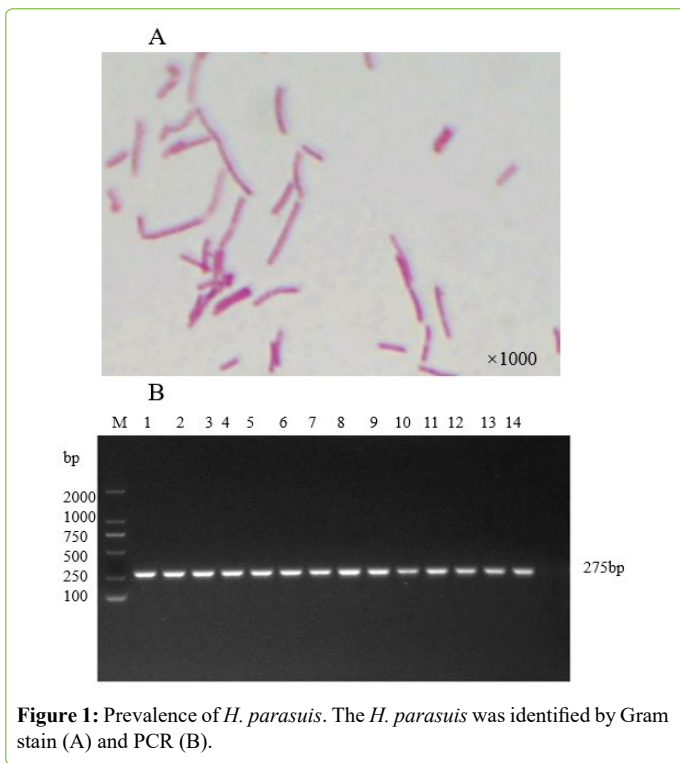 A
×1000
B
M 1 2 3 4 5 6 7 8 9 10 11 12 13 14
bp
2000
1000
750
500
250
100
275bp
Figure 1: Prevalence of H. parasuis. The H. parasuis was identified by Gram
stain (A) and PCR (B).